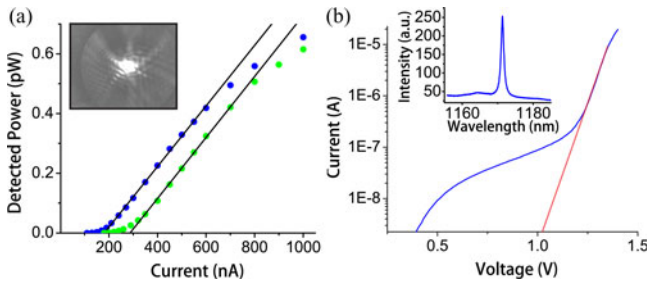 (a)
Detected Power (pW)
0.6
0.4
0.2
0.0
200 400 600 800 1000
Current (nA)
(b)
Current (A)
1E-5
1E-6
1E-7
1E-8
0.5 1.0 1.5
Voltage (V)
Intensity (a.u.)
250
200
150
100
50
1160 1180
Wavelength (nm)